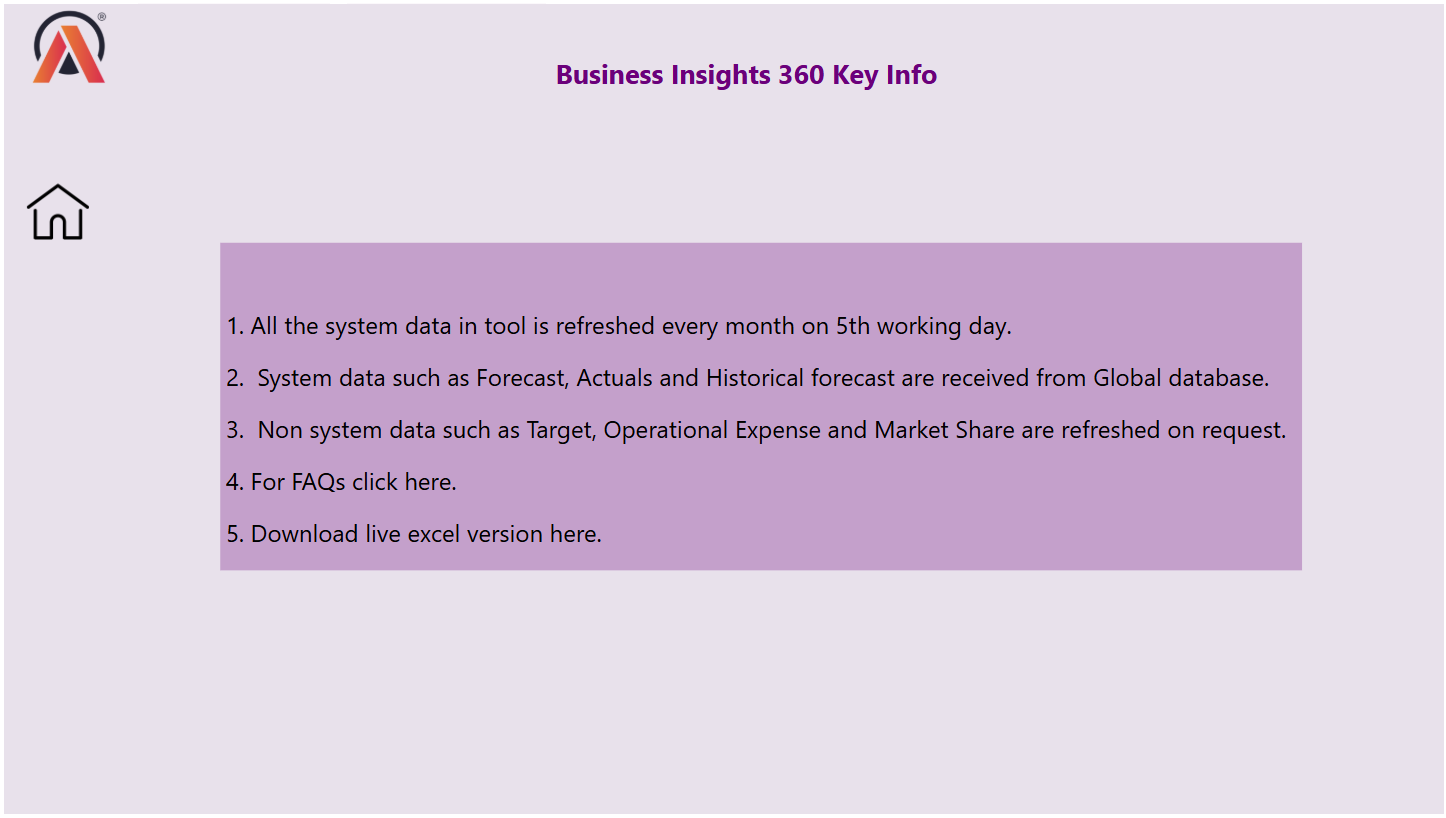 ®
Business Insights 360 Key Info
1. All the system data in tool is refreshed every month on 5th working day.
2.  System data such as Forecast, Actuals and Historical forecast are received from Global database.
3.  Non system data such as Target, Operational Expense and Market Share are refreshed on request.
4. For FAQs click here.
5. Download live excel version here.